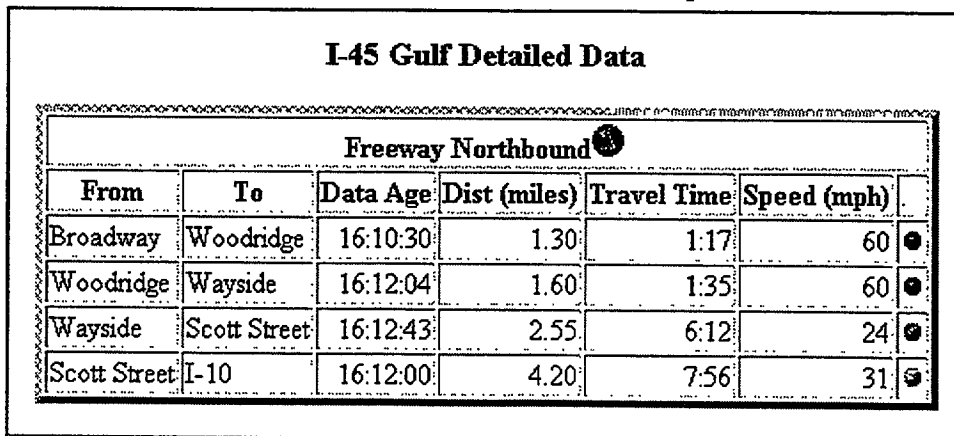 I-45 Gulf Detailed Data
Freeway Northbound
From To Data Age Dist (miles) Travel Time Speed (mph) .
Broadway Woodridge 16:10:30 1.30 1:17 60
Woodridge Wayside 16:12:04 1.60 1:35 60
Wayside Scott Street 16:12:43 2.55 6:12 24
Scott Street I-10 16:12:00 4.20 7:56 31